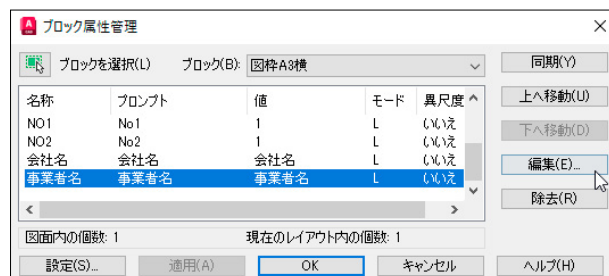 ブロック属性管理
ブロックを選択(L) ブロック(B): 図枠A3横 同期(Y)
名称 プロンプト 値 モード 異尺度 上へ移動(U)
NO1 No1 1 L いいえ
NO2 No2 1 L いいえ 下へ移動(D)
会社名 会社名 会社名 L いいえ
事業者名 事業者名 事業者名 L いいえ 編集(E)...
除去(R)
図面内の個数: 1 現在のレイアウト内の個数: 1
設定(S)... 適用(A) OK キャンセル ヘルプ(H)